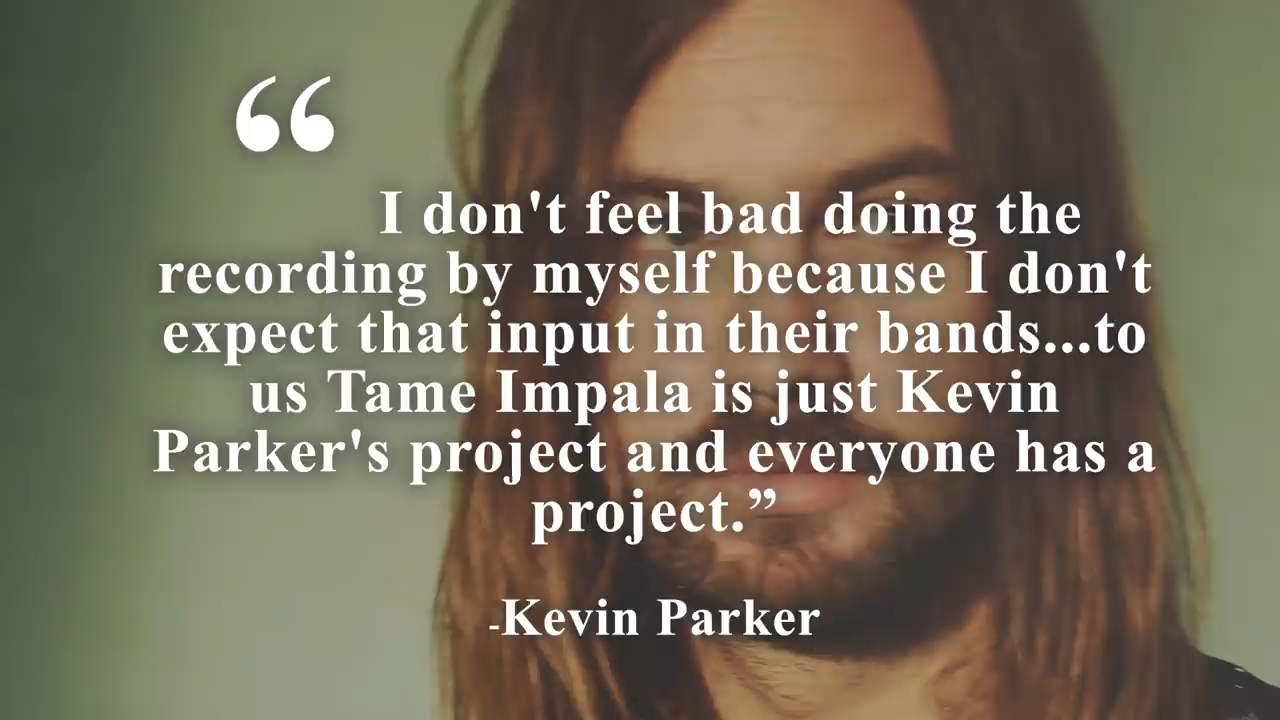 “
I don't feel bad doing the
recording by myself because I don't
expect that input in their bands...to
us Tame Impala is just Kevin
Parker's project and everyone has a
project.”
-Kevin Parker